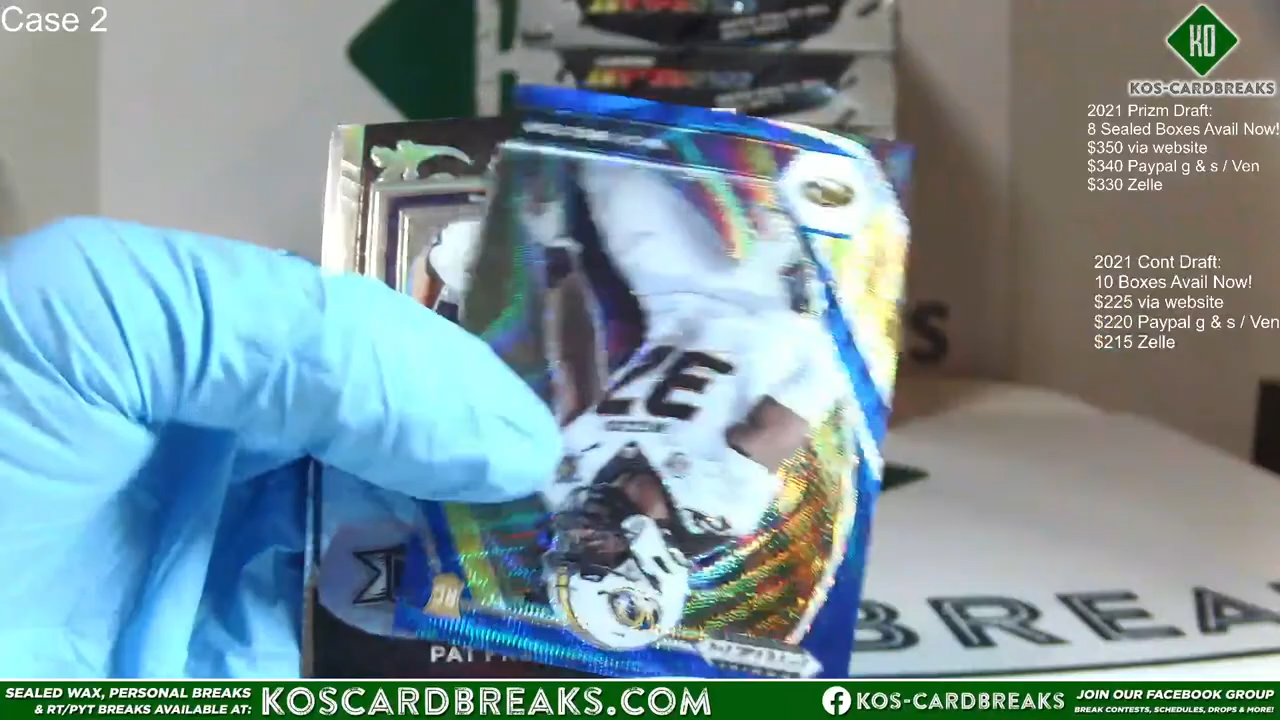 Case 2
KO
KOS-CARDBREAKS
2021 Prizm Draft:
8 Sealed Boxes Avail Now!
$350 via website
$340 Paypal g & s / Ven
$330 Zelle
2021 Cont Draft:
10 Boxes Avail Now!
$225 via website
$220 Paypal g & s / Ven
$215 Zelle
S
BREA
PAT
SEALED WAX, PERSONAL BREAKS
& RT/PYT BREAKS AVAILABLE AT:
KOSCARDBREAKS.COM
KOS-CARDBREAKS
JOIN OUR FACEBOOK GROUP
BREAK CONTESTS, SCHEDULES, DROPS & MORE!